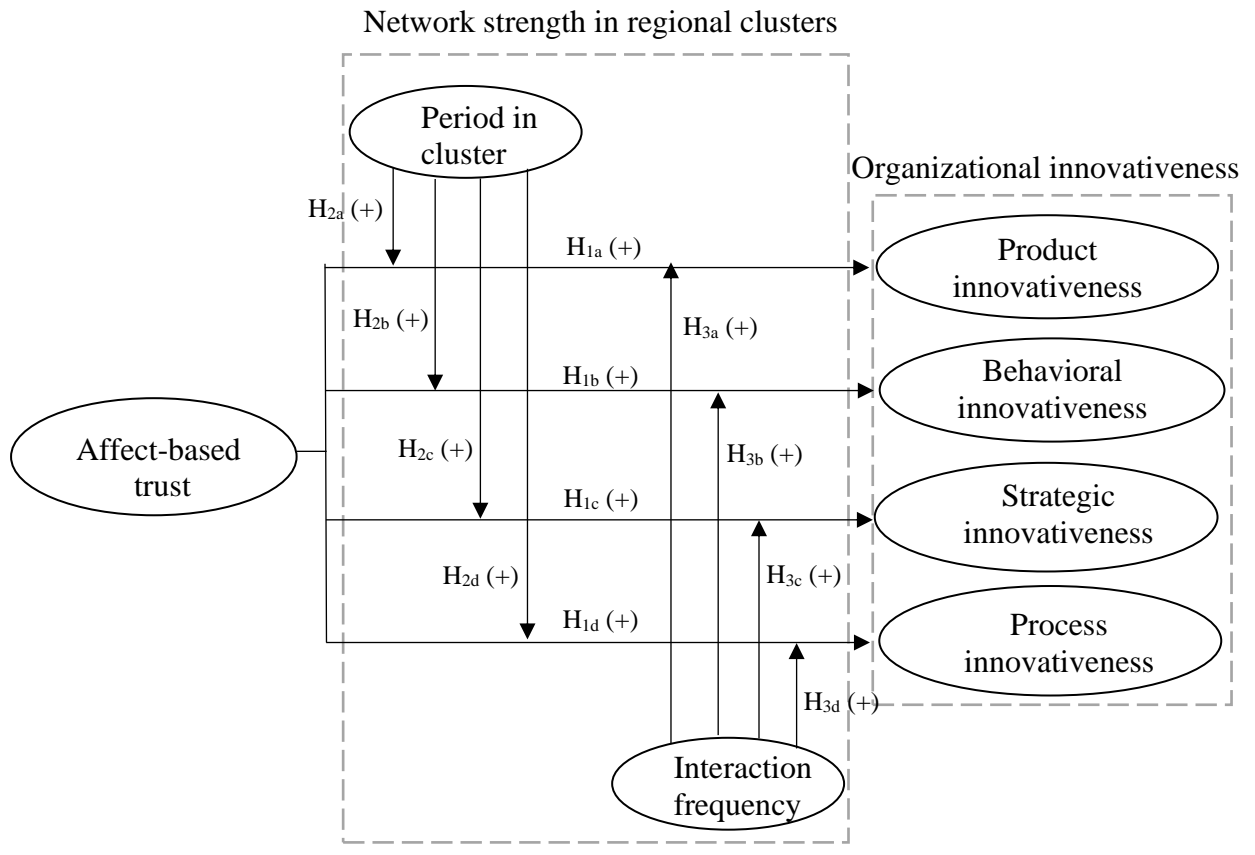 Network strength in regional clusters
Period in
cluster
Organizational innovativeness
H2a (+)
H1a (+)
Product
innovativeness
H2b (+)
H3a (+)
H1b (+)
Behavioral
innovativeness
Affect-based
trust
H2c (+)
H3b (+)
H1c (+)
Strategic
innovativeness
H2d (+)
H3c (+)
H1d (+)
Process
innovativeness
H3d (+)
Interaction
frequency